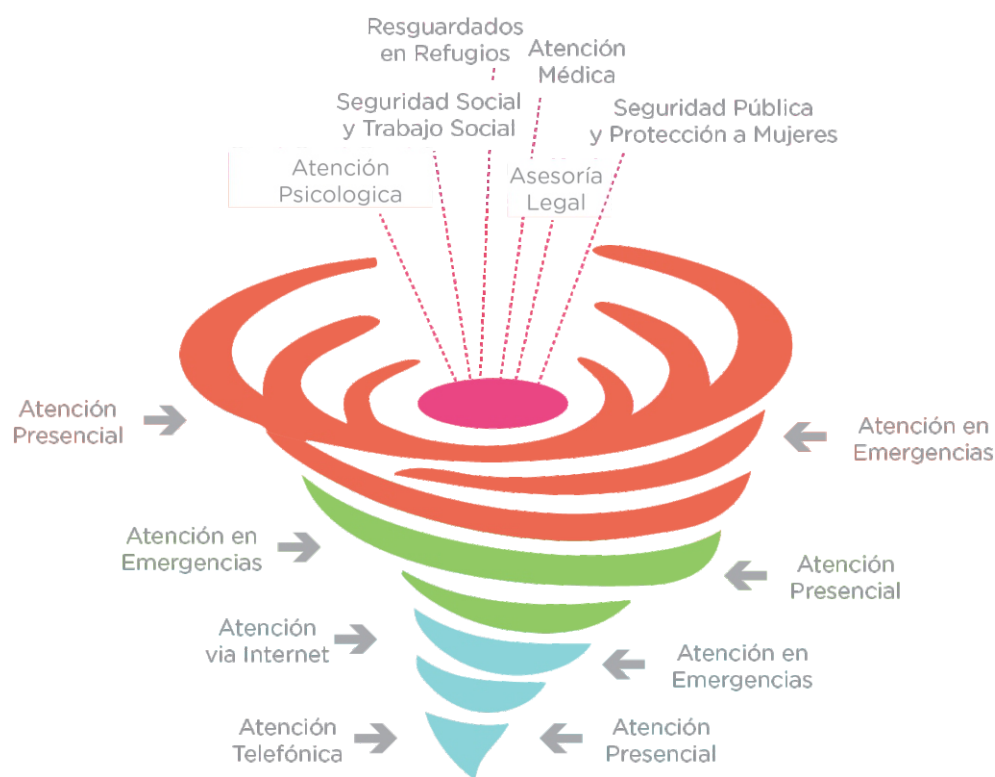 Resguardados
en Refugios
Atención
Médica
Seguridad Social
y Trabajo Social
Seguridad Pública
y Protección a Mujeres
Atención
Psicologica
Asesoría
Legal
Atención
Presencial
Atención en
Emergencias
Atención en
Emergencias
Atención
Presencial
Atención
via Internet
Atención en
Emergencias
Atención
Telefónica
Atención
Presencial